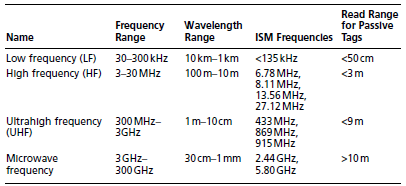 Name Frequency Range Wavelength Range ISM Frequencies Read Range for Passive Tags
Low frequency (LF) 30–300 kHz 10 km–1 km <135 kHz <50 cm
High frequency (HF) 3–30 MHz 100 m–10 m 6.78 MHz, <3 m
8.11 MHz,
13.56 MHz,
27.12 MHz
Ultrahigh frequency 300 MHz– 1 m–10 cm 433 MHz, <9 m
(UHF) 3GHz 869 MHz,
915 MHz
Microwave 3 GHz– 30 cm–1 mm 2.44 GHz, >10 m
frequency 300 GHz 5.80 GHz